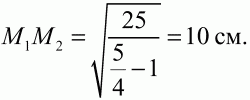 M₁M₂ = √(25/(5/4 − 1)) = 10 см.